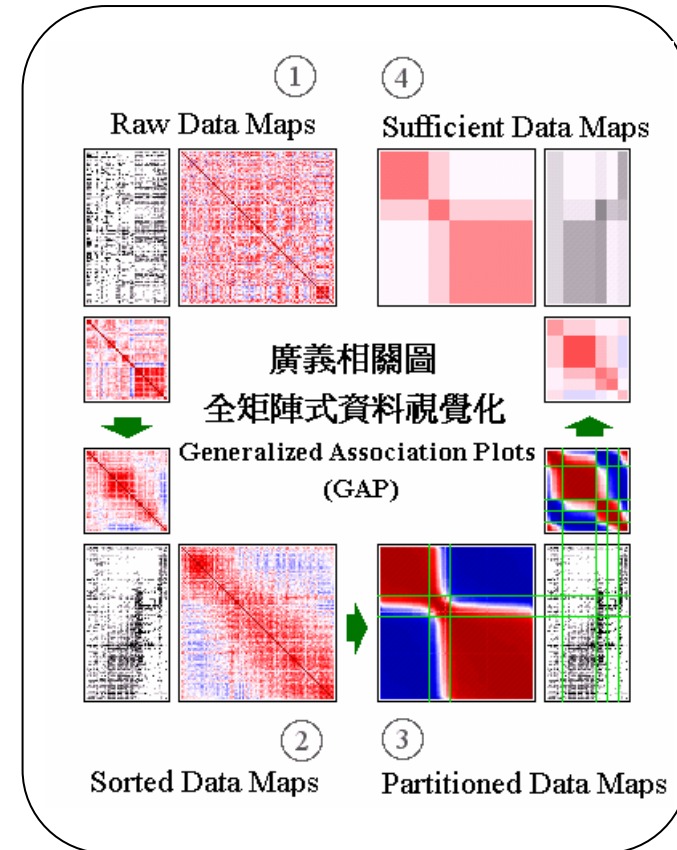 1 4
Raw Data Maps Sufficient Data Maps
廣義相關圖
全矩陣式資料視覺化
Generalized Association Plots
(GAP)
2 3
Sorted Data Maps Partitioned Data Maps